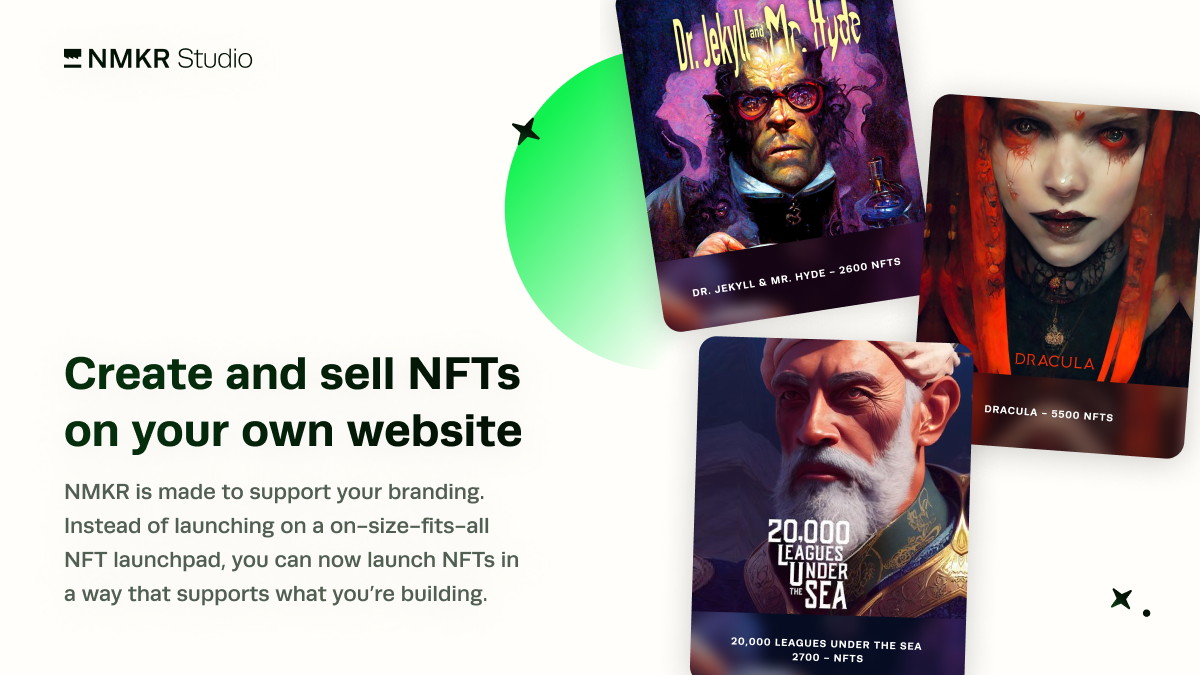 NMKR Studio
Create and sell NFTs
on your own website
NMKR is made to support your branding.
Instead of launching on a on-size-fits-all
NFT launchpad, you can now launch NFTs in
a way that supports what you're building.
Dr. Jekyll and Mr. Hyde
DR. JEKYLL & MR. HYDE – 2600 NFTS
DRACULA
DRACULA – 5500 NFTS
20,000
LEAGUES
UNDER
THE SEA
20,000 LEAGUES UNDER THE SEA
2700 – NFTS